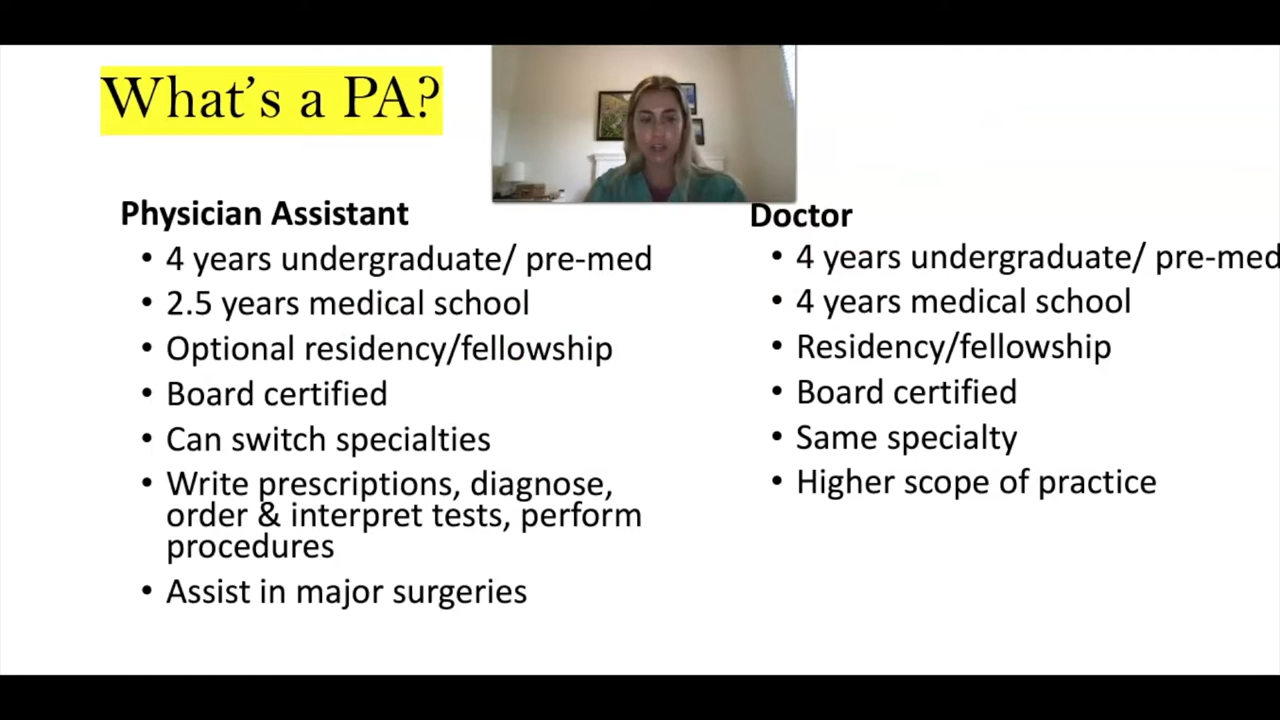 What's a PA?
Physician Assistant
• 4 years undergraduate/ pre-med
• 2.5 years medical school
• Optional residency/fellowship
• Board certified
• Can switch specialties
• Write prescriptions, diagnose,
order & interpret tests, perform
procedures
• Assist in major surgeries
Doctor
• 4 years undergraduate/ pre-med
• 4 years medical school
• Residency/fellowship
• Board certified
• Same specialty
• Higher scope of practice